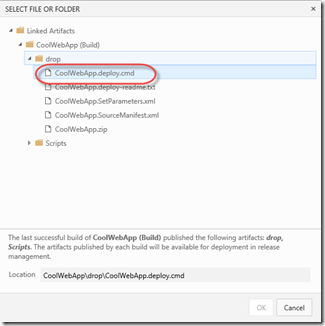 SELECT FILE OR FOLDER
Linked Artifacts
CoolWebApp (Build)
drop
CoolWebApp.deploy.cmd
CoolWebApp.deploy-readme.txt
CoolWebApp.SetParameters.xml
CoolWebApp.SourceManifest.xml
CoolWebApp.zip
Scripts
The last successful build of CoolWebApp (Build) published the following artifacts: drop,
Scripts. The artifacts published by each build will be available for deployment in release
management.
Location CoolWebApp\drop\CoolWebApp.deploy.cmd
OK Cancel